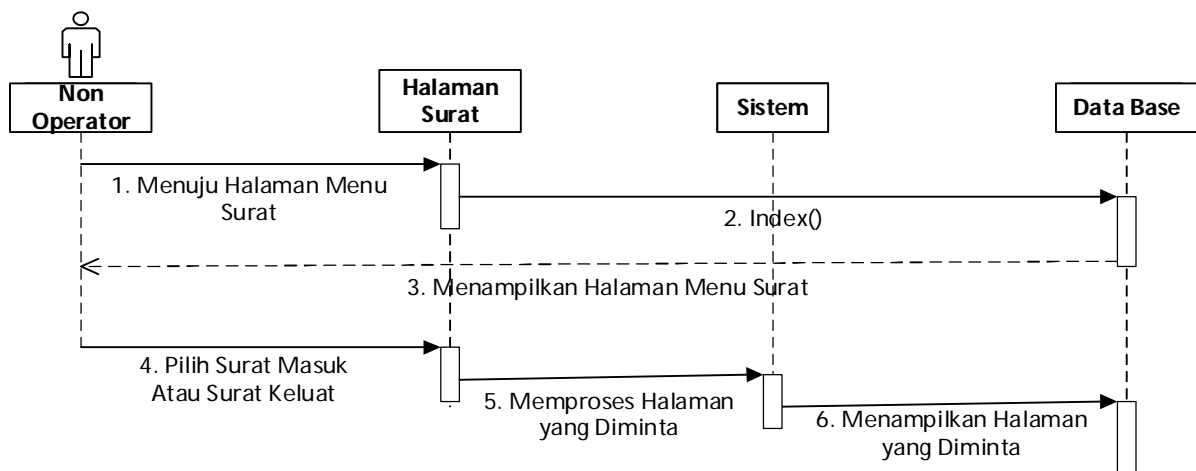 Non
Operator
Halaman
Surat
Sistem
Data Base
1. Menuju Halaman Menu
Surat
2. Index()
3. Menampilkan Halaman Menu Surat
4. Pilih Surat Masuk
Atau Surat Keluat
5. Memproses Halaman
yang Diminta
6. Menampilkan Halaman
yang Diminta